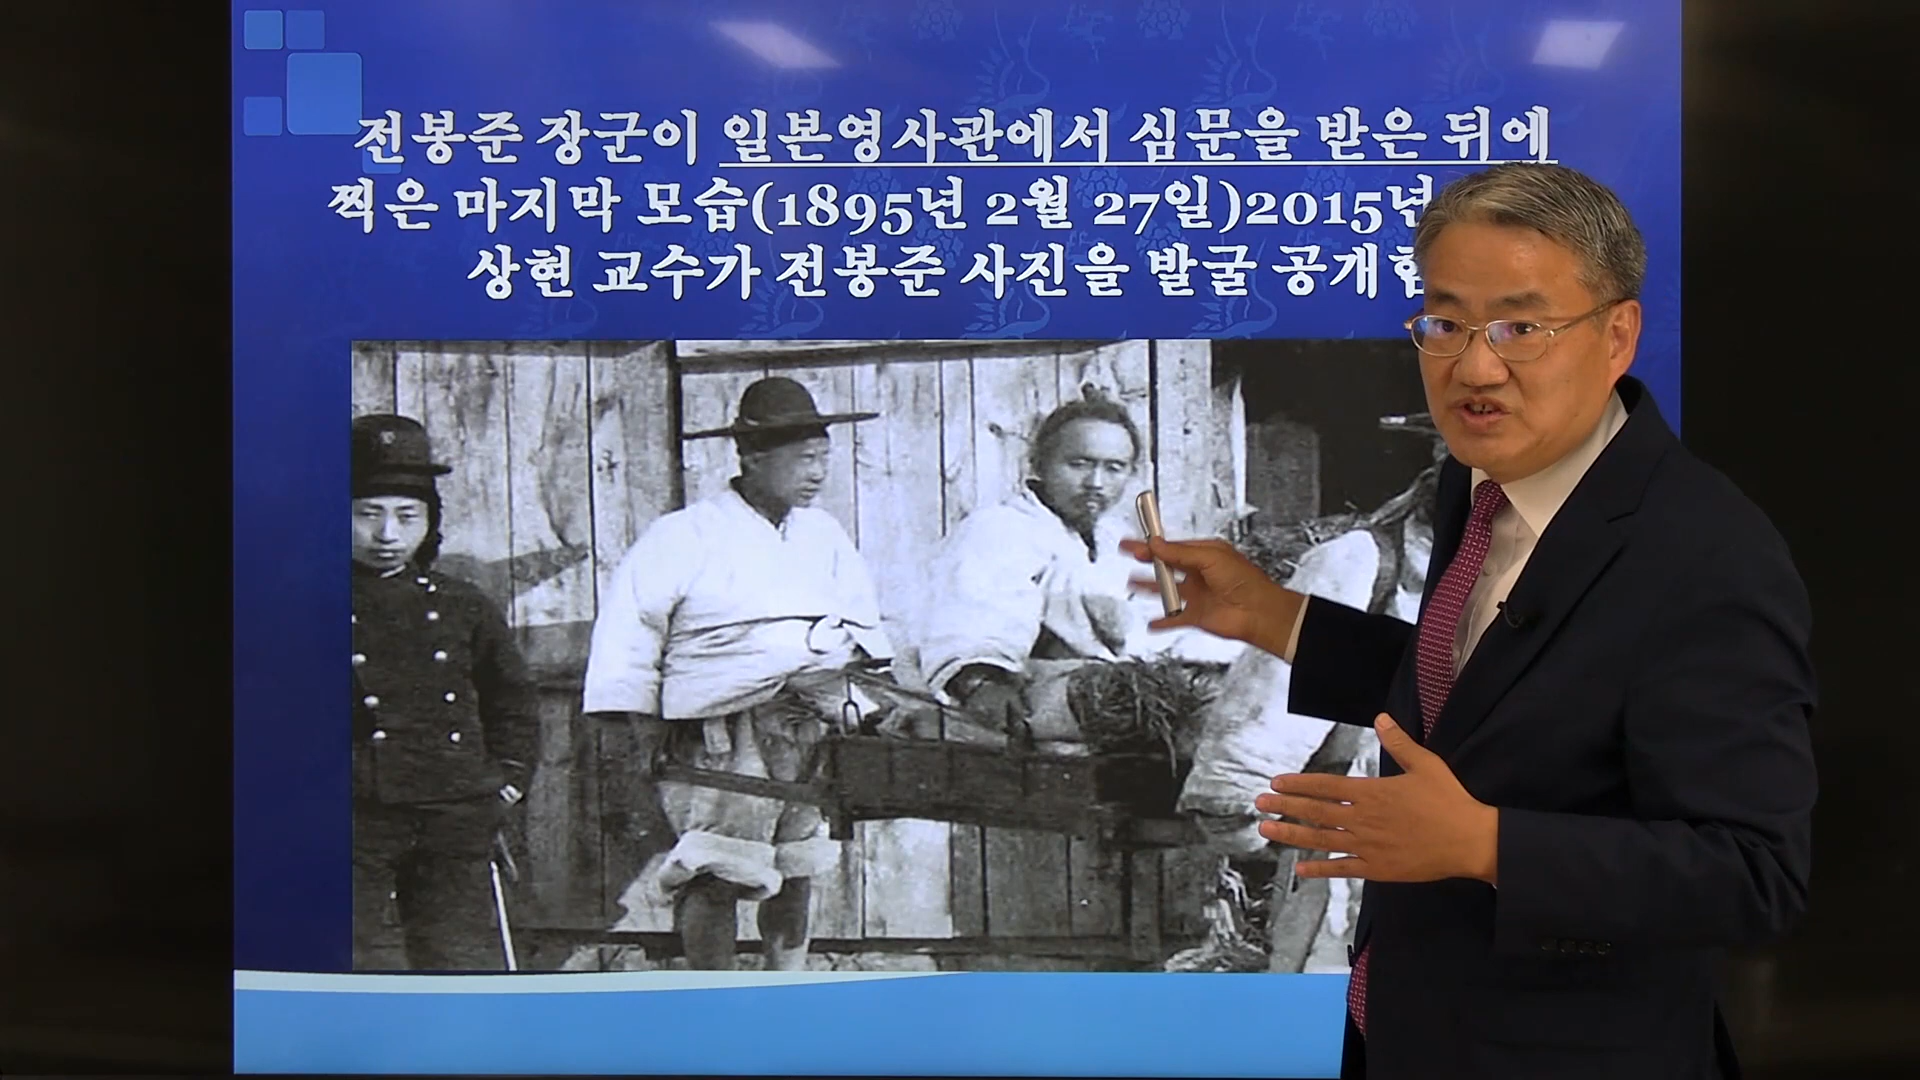 전봉준 장군이 일본영사관에서 심문을 받은 뒤에
찍은 마지막 모습(1895년 2월 27일)2015년
상현 교수가 전봉준 사진을 발굴 공개함